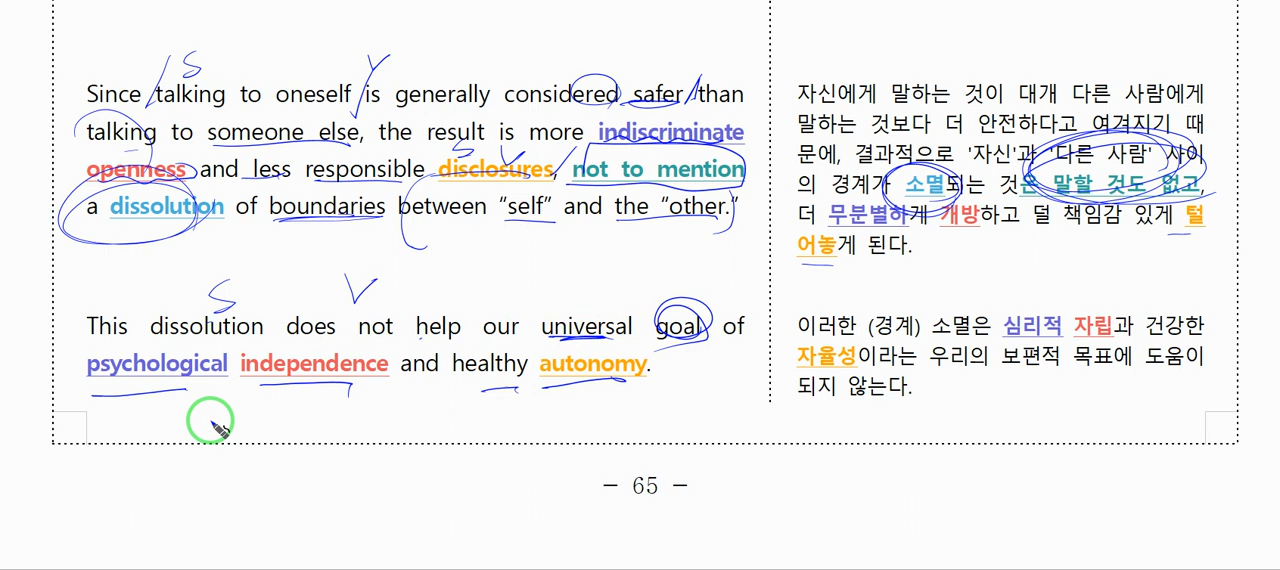 Since talking to oneself is generally considered safer than
talking to someone else, the result is more indiscriminate
openness and less responsible disclosures, not to mention
a dissolution of boundaries between “self” and the “other.”
This dissolution does not help our universal goal of
psychological independence and healthy autonomy.
자신에게 말하는 것이 대개 다른 사람에게
말하는 것보다 더 안전하다고 여겨지기 때
문에, 결과적으로 '자신'과 '다른 사람' 사이
의 경계가 소멸되는 것은 말할 것도 없고,
더 무분별하게 개방하고 덜 책임감 있게 털
어놓게 된다.
이러한 (경계) 소멸은 심리적 자립과 건강한
자율성이라는 우리의 보편적 목표에 도움이
되지 않는다.
S
V
S
V
S
V
- 65 -